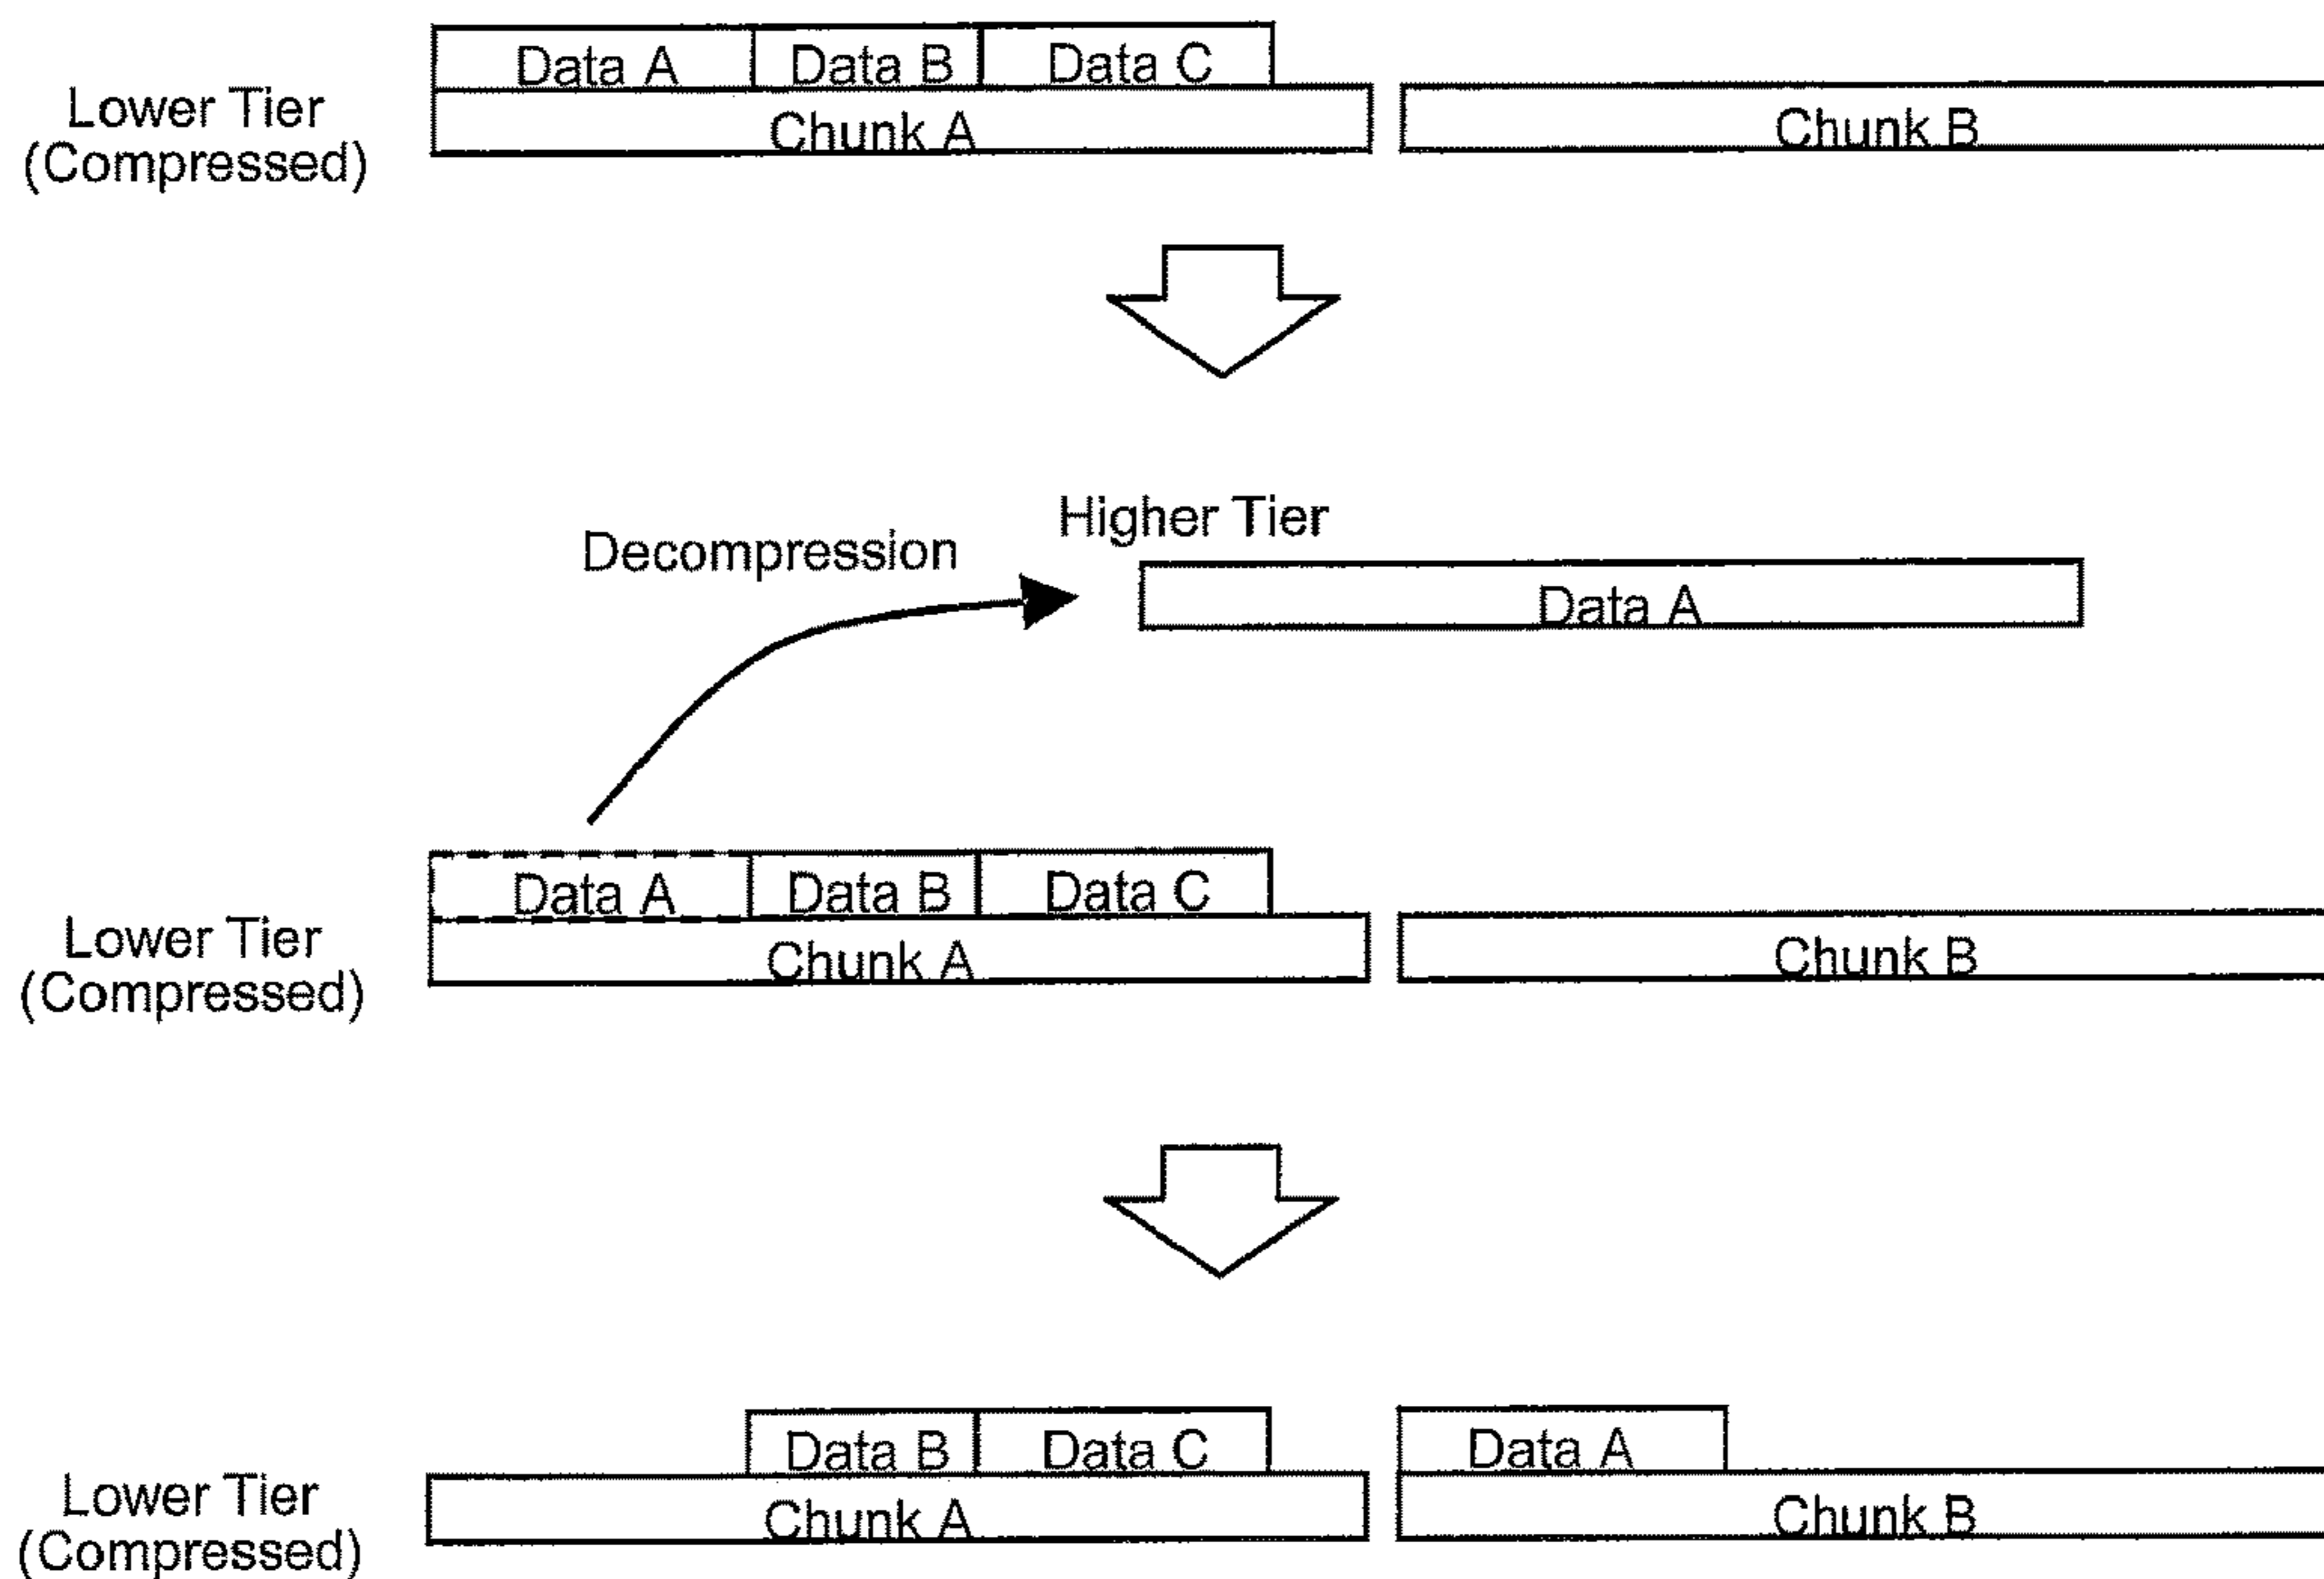 Data A Data B Data C
Lower Tier
(Compressed)
Chunk A Chunk B
Higher Tier
Decompression
Data A
Data A Data B Data C
Lower Tier
(Compressed)
Chunk A Chunk B
Data B Data C Data A
Lower Tier
(Compressed)
Chunk A Chunk B